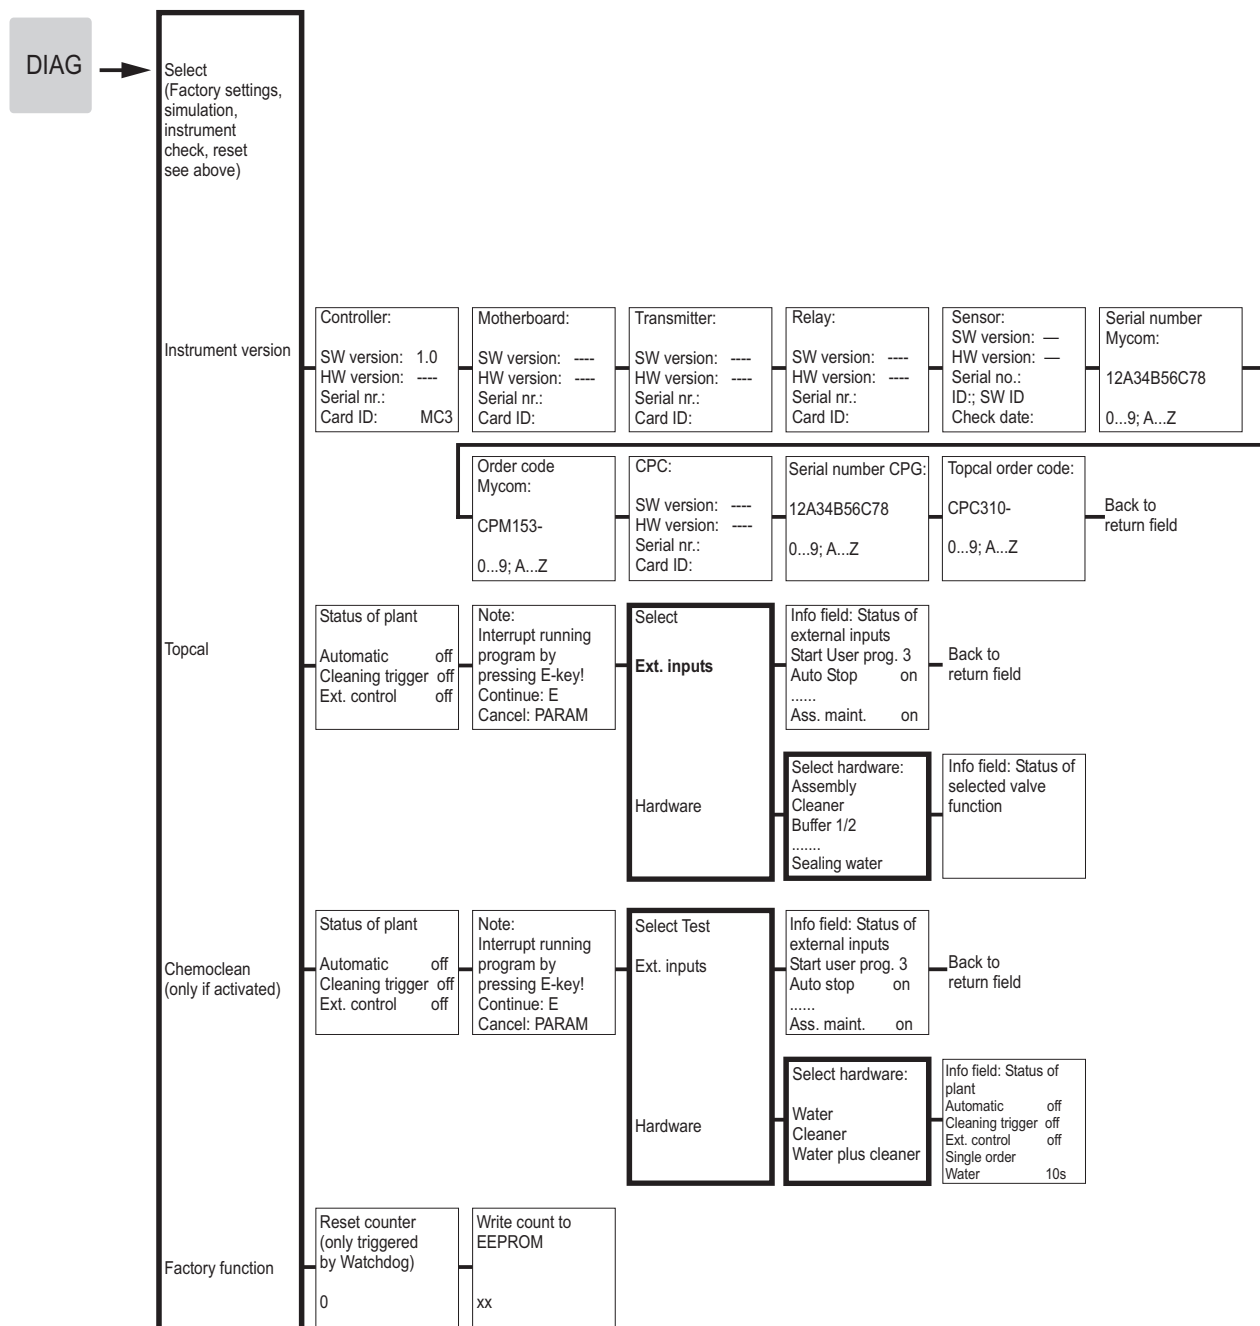 DIAG
Select
(Factory settings,
simulation,
instrument
check, reset
see above)
Instrument version
Controller:
SW version: 1.0
HW version: ----
Serial nr.:
Card ID: MC3
Motherboard:
SW version: ----
HW version: ----
Serial nr.:
Card ID:
Transmitter:
SW version: ----
HW version: ----
Serial nr.:
Card ID:
Relay:
SW version: ----
HW version: ----
Serial nr.:
Card ID:
Sensor:
SW version: —
HW version: —
Serial no.:
ID:; SW ID
Check date:
Serial number
Mycom:
12A34B56C78
0...9; A...Z
Order code
Mycom:
CPM153-
0...9; A...Z
CPC:
SW version: ----
HW version: ----
Serial nr.:
Card ID:
Serial number CPG:
12A34B56C78
0...9; A...Z
Topcal order code:
CPC310-
0...9; A...Z
Back to
return field
Topcal
Status of plant
Automatic off
Cleaning trigger off
Ext. control off
Note:
Interrupt running
program by
pressing E-key!
Continue: E
Cancel: PARAM
Select
Ext. inputs
Hardware
Info field: Status of
external inputs
Start User prog. 3
Auto Stop on
......
Ass. maint. on
Back to
return field
Select hardware:
Assembly
Cleaner
Buffer 1/2
.......
Sealing water
Info field: Status of
selected valve
function
Chemoclean
(only if activated)
Status of plant
Automatic off
Cleaning trigger off
Ext. control off
Note:
Interrupt running
program by
pressing E-key!
Continue: E
Cancel: PARAM
Select Test
Ext. inputs
Hardware
Info field: Status of
external inputs
Start user prog. 3
Auto stop on
......
Ass. maint. on
Back to
return field
Select hardware:
Water
Cleaner
Water plus cleaner
Info field: Status of
plant
Automatic off
Cleaning trigger off
Ext. control off
Single order
Water 10s
Factory function
Reset counter
(only triggered
by Watchdog)
0
Write count to
EEPROM
xx